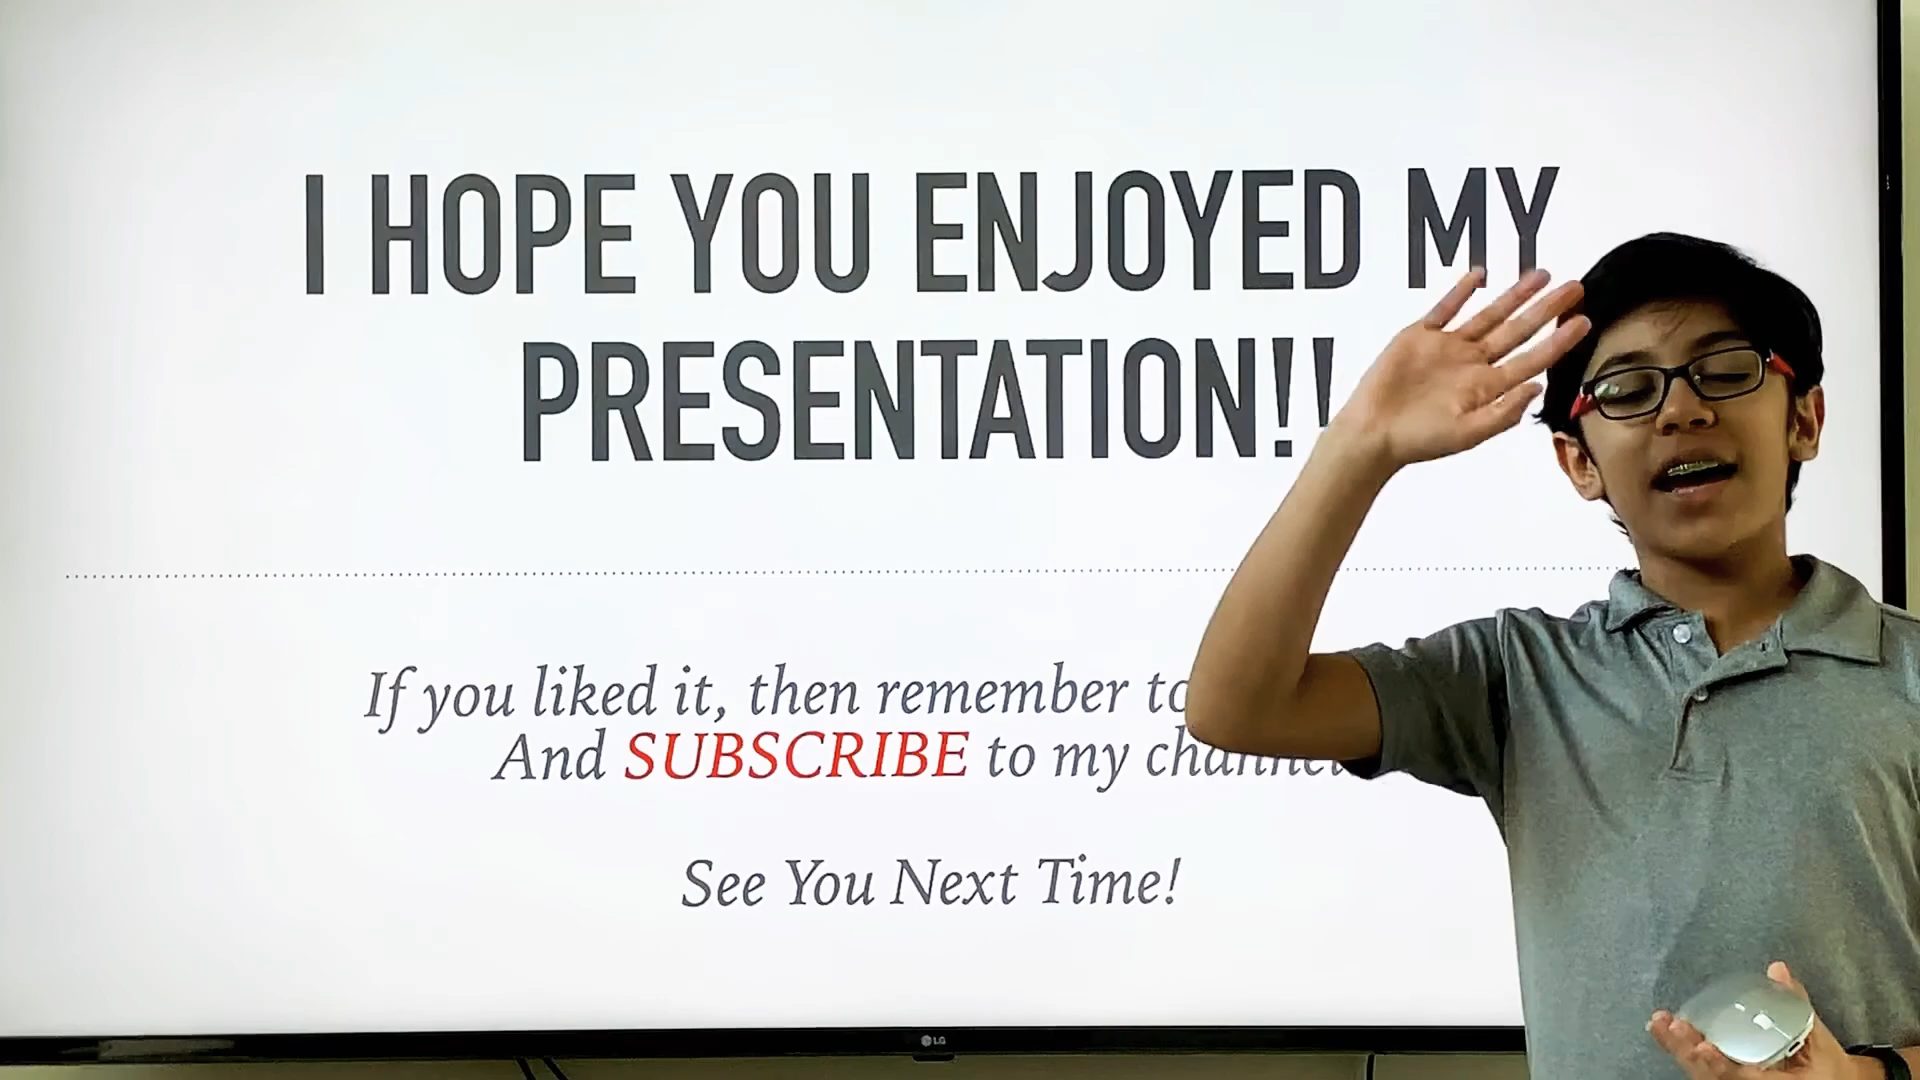 I HOPE YOU ENJOYED MY
PRESENTATION!!
If you liked it, then remember to
And SUBSCRIBE to my channel
See You Next Time!
LG